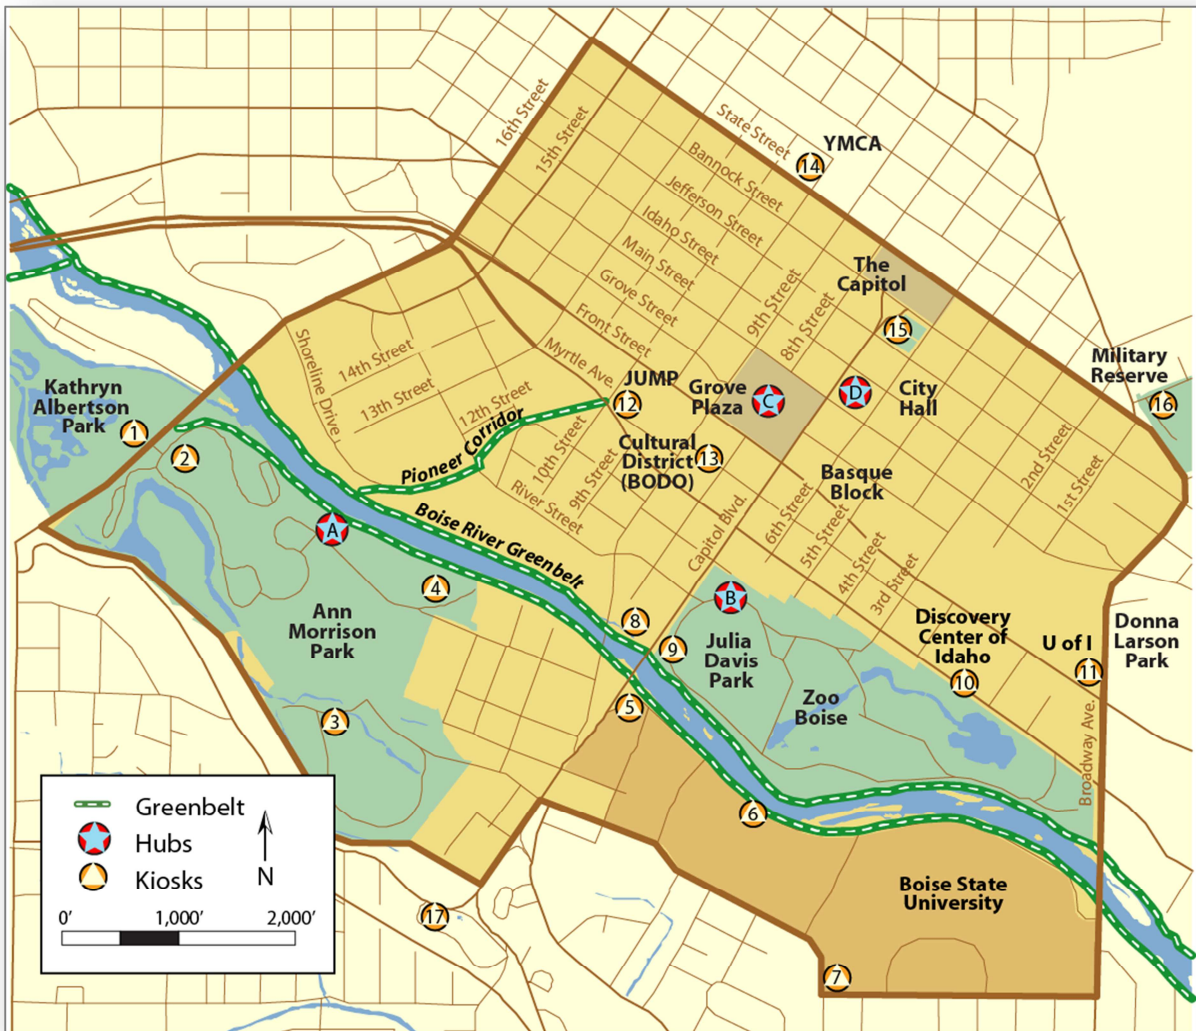 16th Street
15th Street
State Street
YMCA
14
Bannock Street
Jefferson Street
Idaho Street
Main Street
Grove Street
Front Street
Myrtle Ave.
9th Street
8th Street
The
Capitol
15
Military
Reserve
16
Shoreline Drive
14th Street
13th Street
12th Street
JUMP
12
Grove
Plaza
C
D
City
Hall
Kathryn
Albertson
Park
1
2
Pioneer Corridor
10th Street
9th Street
River Street
Cultural
District
(BODO)
13
Basque
Block
2nd Street
1st Street
Capitol Blvd.
6th Street
5th Street
4th Street
3rd Street
A
Boise River Greenbelt
4
8
9
B
Julia
Davis
Park
Zoo
Boise
Discovery
Center of
Idaho
10
U of I
11
Donna
Larson
Park
Ann
Morrison
Park
3
5
6
Broadway Ave.
Boise State
University
7
17
Greenbelt
Hubs
Kiosks
N
0'
1,000'
2,000'